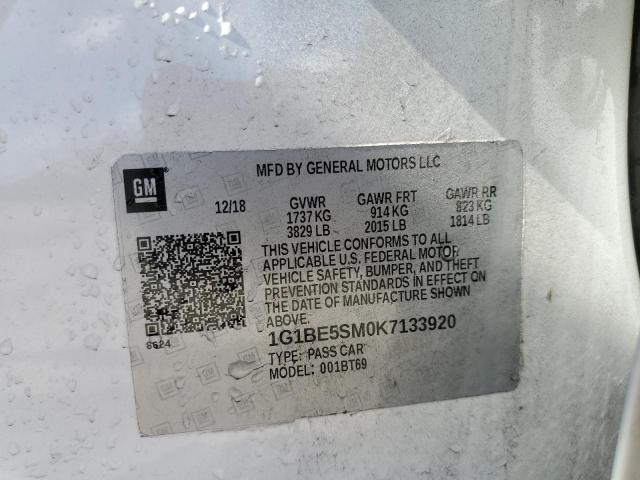 GM
MFD BY GENERAL MOTORS LLC
12/18 GVWR GAWR FRT GAWR RR
1737 KG 914 KG 823 KG
3829 LB 2015 LB 1814 LB
THIS VEHICLE CONFORMS TO ALL
APPLICABLE U.S. FEDERAL MOTOR
VEHICLE SAFETY, BUMPER, AND THEFT
PREVENTION STANDARDS IN EFFECT ON
THE DATE OF MANUFACTURE SHOWN
ABOVE.
8624
1G1BE5SM0K7133920
TYPE: PASS CAR
MODEL: 001BT69